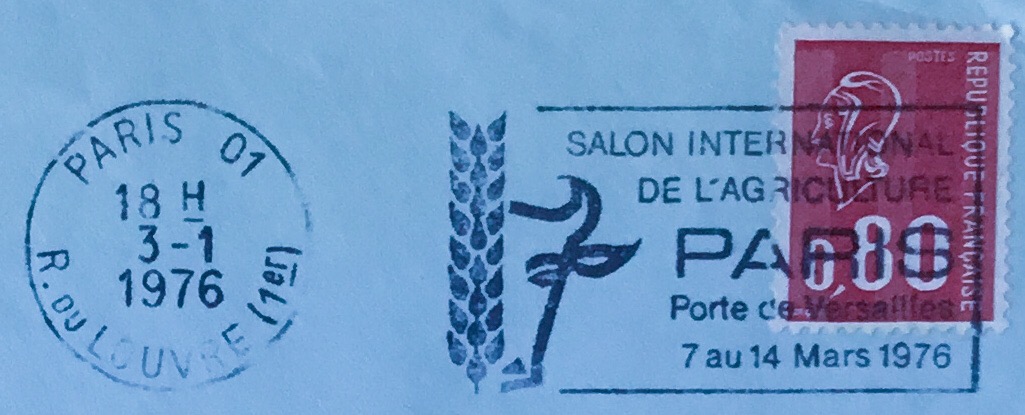 PARIS 01
18 H
3-1
1976
R. DU LOUVRE (1er)
SALON INTERNATIONAL
DE L'AGRICULTURE
PARIS
Porte de Versailles
7 au 14 Mars 1976
POSTES
REPUBLIQUE FRANÇAISE
0,80